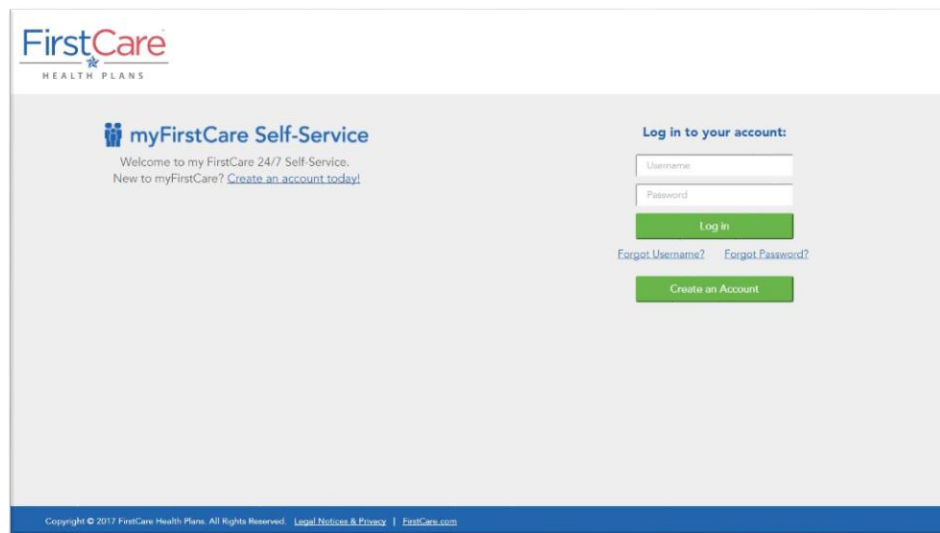 FirstCare
HEALTH PLANS
myFirstCare Self-Service
Welcome to my FirstCare 24/7 Self-Service.
New to myFirstCare? Create an account today!
Log in to your account:
Username
Password
Log in
Forgot Username? Forgot Password?
Create an Account
Copyright © 2017 FirstCare Health Plans. All Rights Reserved. Legal Notices & Privacy | FirstCare.com